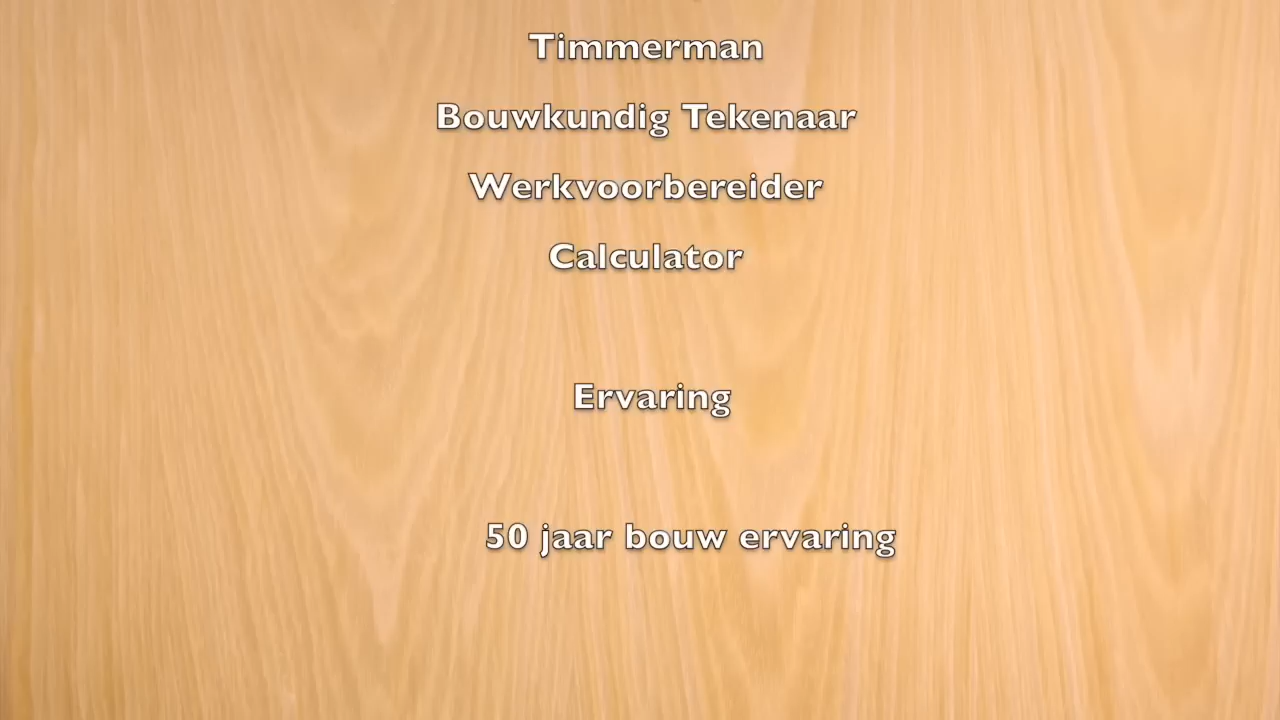 Timmerman
Bouwkundig Tekenaar
Werkvoorbereider
Calculator
Ervaring
50 jaar bouw ervaring